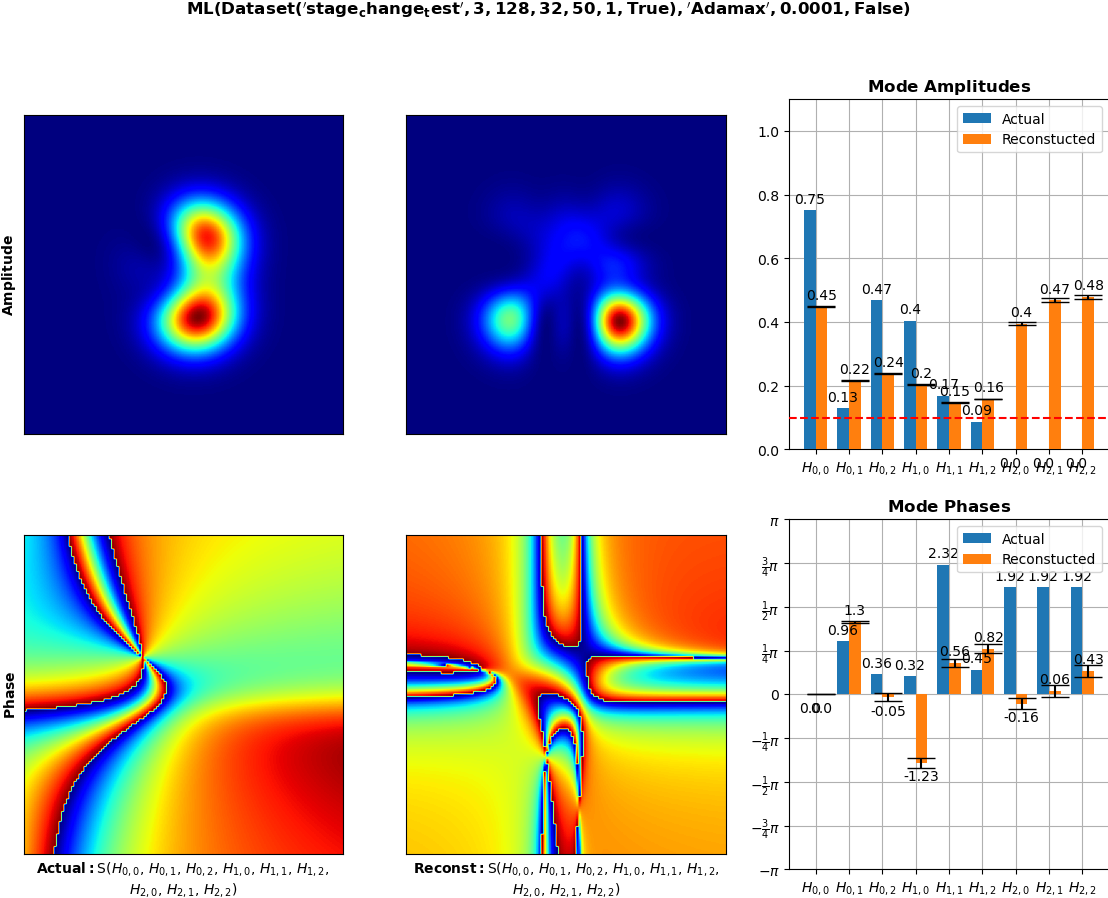 ML(Dataset('stage_change_test', 3, 128, 32, 50, 1, True), 'Adamax', 0.0001, False)
Amplitude
Mode Amplitudes
Actual
Reconstucted
1.0
0.8
0.6
0.4
0.2
0.0
0.75
0.45
0.13
0.22
0.47
0.24
0.4
0.2
0.17
0.15
0.09
0.16
0.0
0.4
0.0
0.47
0.0
0.48
H0,0 H0,1 H0,2 H1,0 H1,1 H1,2 H2,0 H2,1 H2,2
Phase
Mode Phases
Actual
Reconstucted
π
3/4π
1/2π
1/4π
0
−1/4π
−1/2π
−3/4π
−π
0.0
0.0
0.96
1.3
0.36
-0.05
0.32
-1.23
2.32
0.56
0.45
0.82
1.92
-0.16
1.92
0.06
1.92
0.43
H0,0 H0,1 H0,2 H1,0 H1,1 H1,2 H2,0 H2,1 H2,2
Actual: S(H0,0, H0,1, H0,2, H1,0, H1,1, H1,2,
H2,0, H2,1, H2,2)
Reconst: S(H0,0, H0,1, H0,2, H1,0, H1,1, H1,2,
H2,0, H2,1, H2,2)